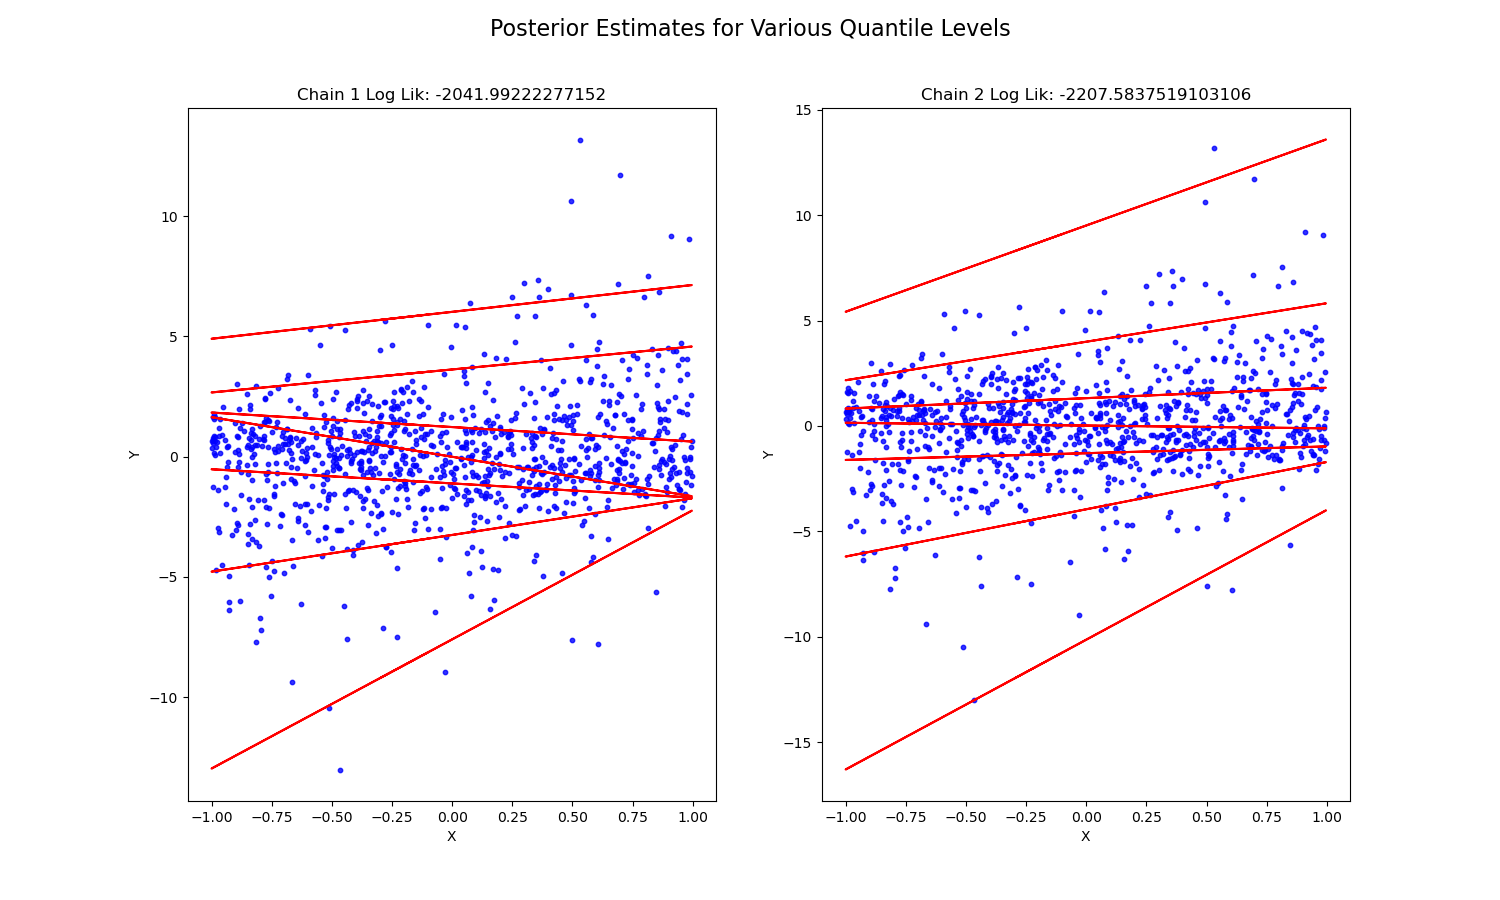 Posterior Estimates for Various Quantile Levels
Chain 1 Log Lik: -2041.99222277152
Y
10
5
0
−5
−10
−1.00 −0.75 −0.50 −0.25 0.00 0.25 0.50 0.75 1.00
X
Chain 2 Log Lik: -2207.5837519103106
Y
15
10
5
0
−5
−10
−15
−1.00 −0.75 −0.50 −0.25 0.00 0.25 0.50 0.75 1.00
X